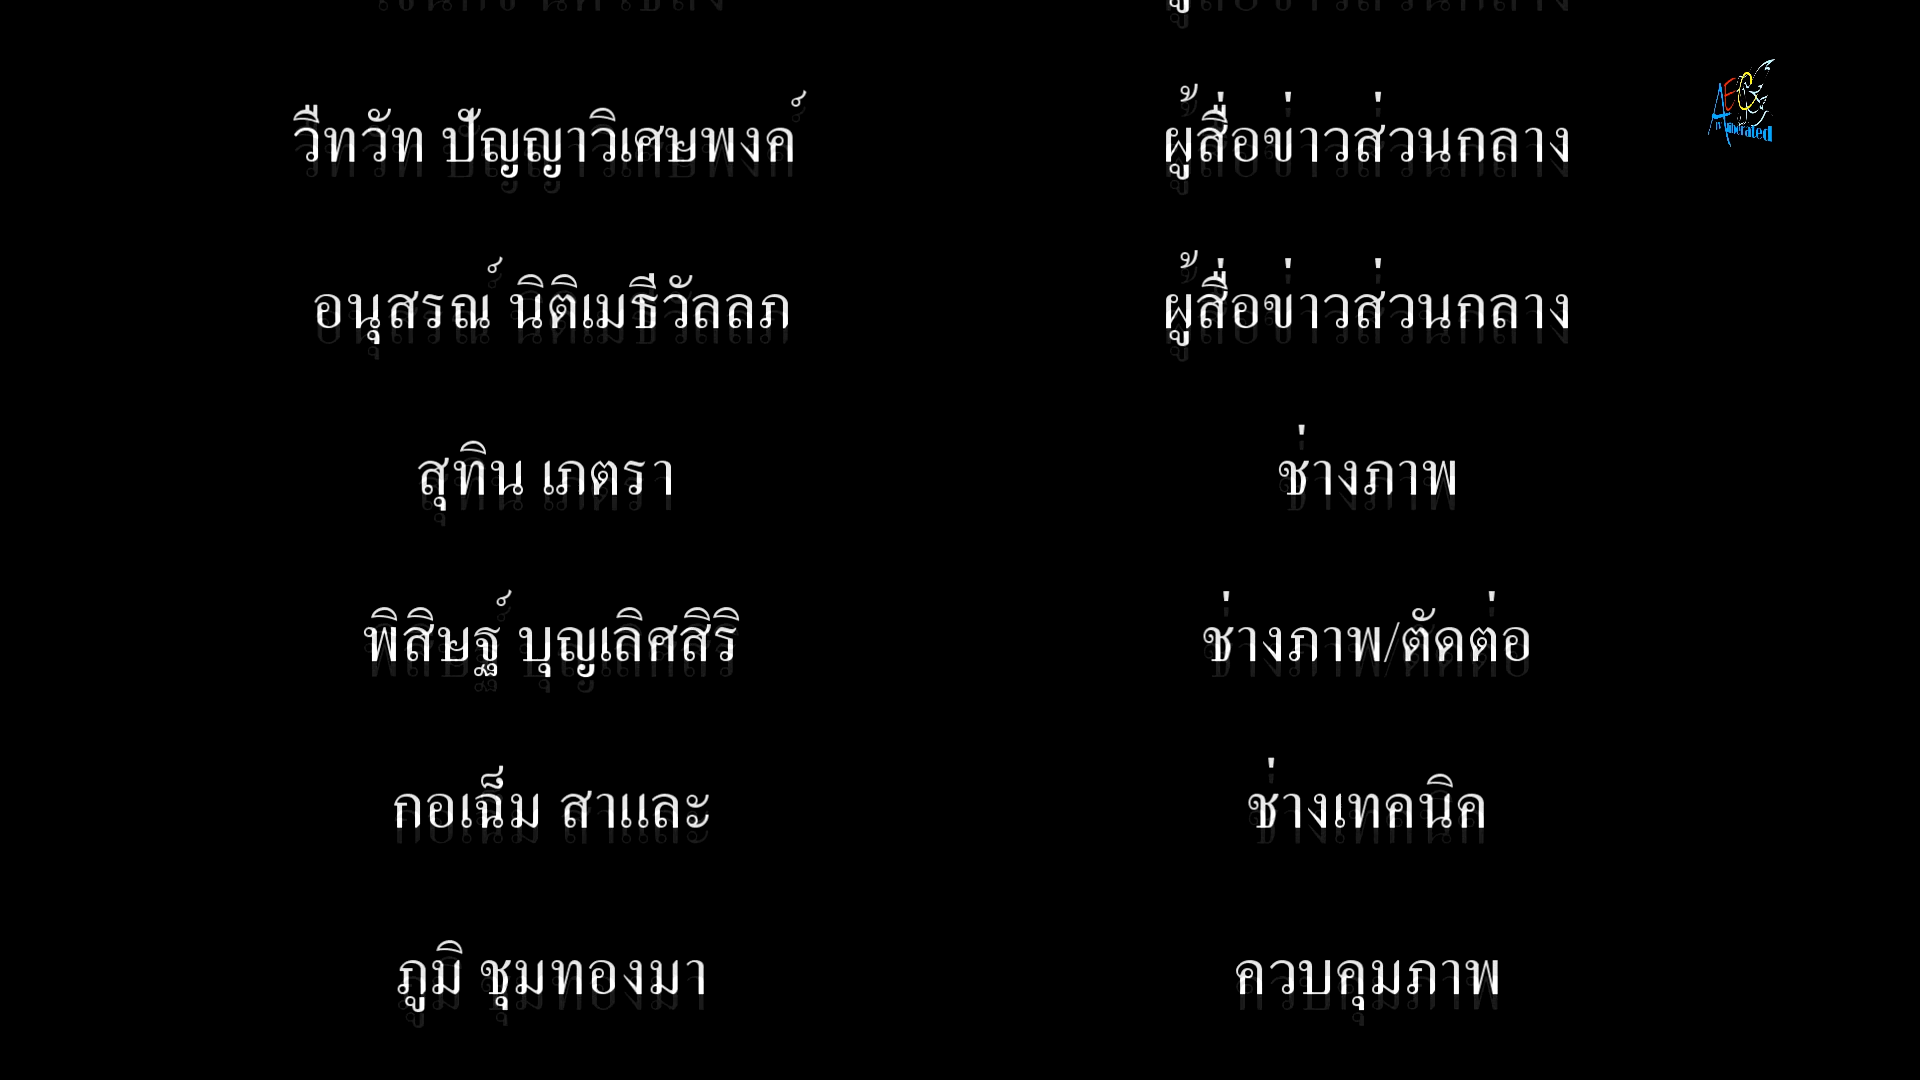 วืทวัท ปัญญาวิเศษพงค์ ผู้สื่อข่าวส่วนกลาง
อนุสรณ์ นิติเมธีวัลลภ ผู้สื่อข่าวส่วนกลาง
สุทิน เภตรา ช่างภาพ
พิสิษฐ์ บุญเลิศสิริ ช่างภาพ/ตัดต่อ
กอเฉ็ม สาและ ช่างเทคนิค
ภูมิ ชุมทองมา ควบคุมภาพ